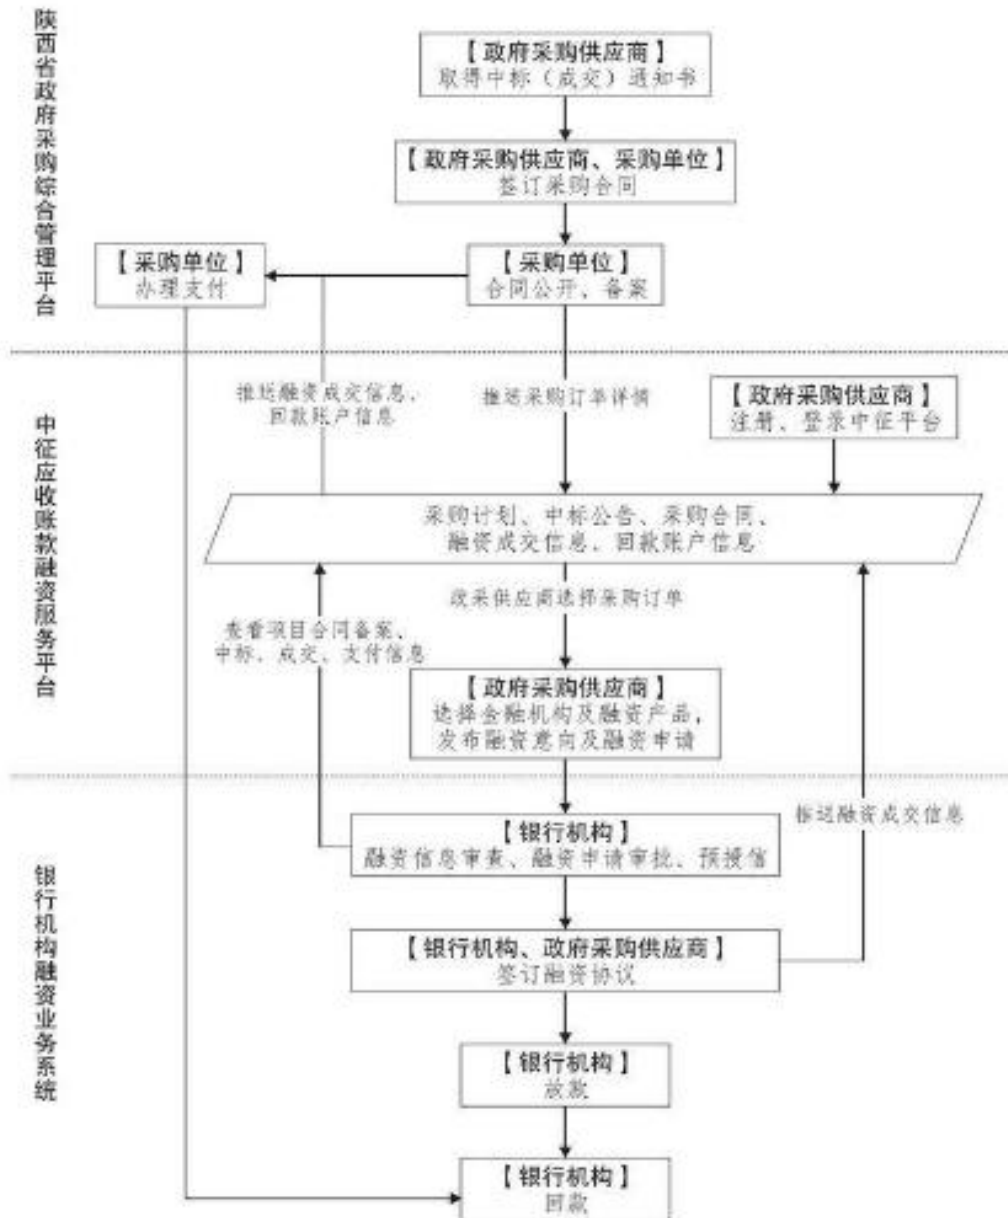 陕西省政府采购综合管理平台
【政府采购供应商】
取得中标（成交）通知书
【政府采购供应商、采购单位】
签订采购合同
【采购单位】
办理支付
【采购单位】
合同公开、备案
中征应收账款融资服务平台
推送融资成交信息、
回款账户信息
推送采购订单详情
【政府采购供应商】
注册、登录中征平台
采购计划、中标公告、采购合同、
融资成交信息、回款账户信息
政采供应商选择采购订单
查看项目合同备案、
中标、成交、支付信息
【政府采购供应商】
选择金融机构及融资产品，
发布融资意向及融资申请
银行机构融资业务系统
推送融资成交信息
【银行机构】
融资信息审查、融资申请审批、预授信
【银行机构、政府采购供应商】
签订融资协议
【银行机构】
放款
【银行机构】
回款